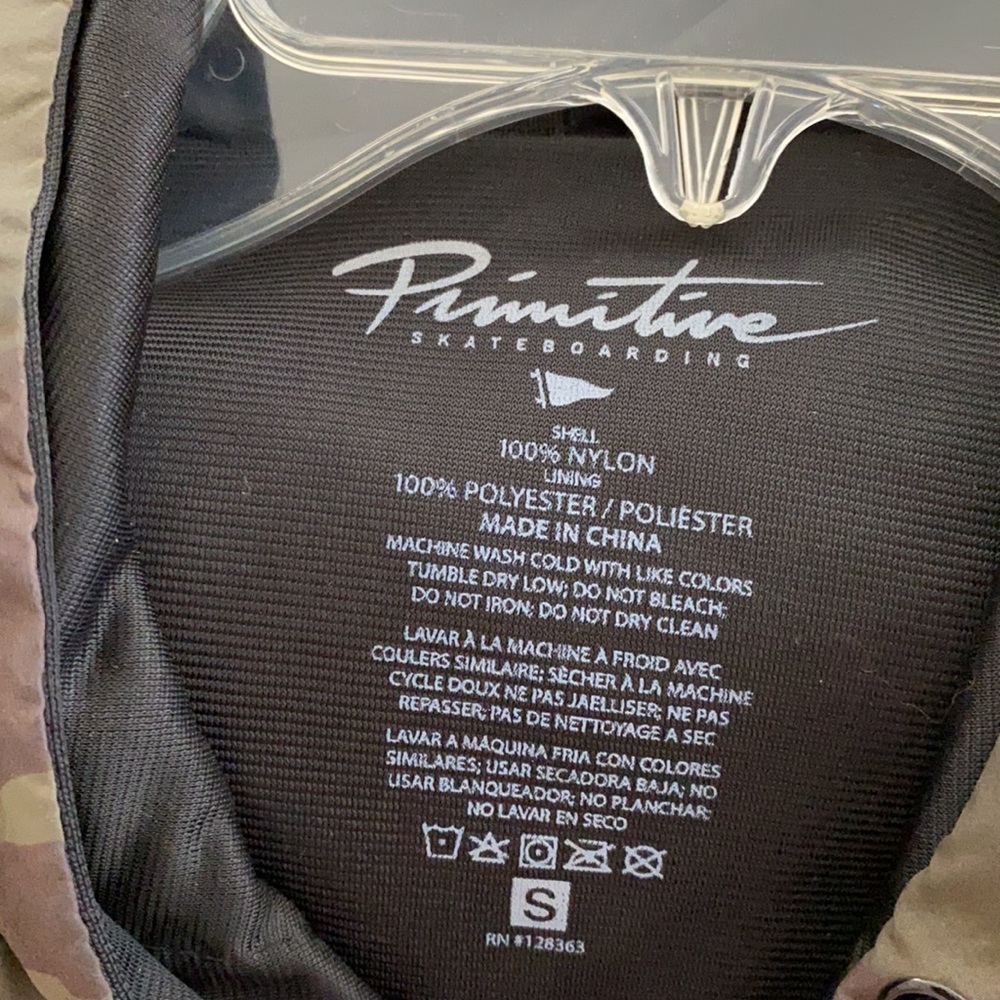 Primitive
SKATEBOARDING
SHELL
100% NYLON
LINING
100% POLYESTER / POLIÉSTER
MADE IN CHINA
MACHINE WASH COLD WITH LIKE COLORS
TUMBLE DRY LOW; DO NOT BLEACH;
DO NOT IRON; DO NOT DRY CLEAN
LAVAR À LA MACHINE À FROID AVEC
COULERS SIMILAIRE; SÈCHER À LA MACHINE
CYCLE DOUX NE PAS JAELLISER; NE PAS
REPASSER; PAS DE NETTOYAGE A SEC
LAVAR A MÁQUINA FRIA CON COLORES
SIMILARES; USAR SECADORA BAJA; NO
USAR BLANQUEADOR; NO PLANCHAR;
NO LAVAR EN SECO
S
RN #128363